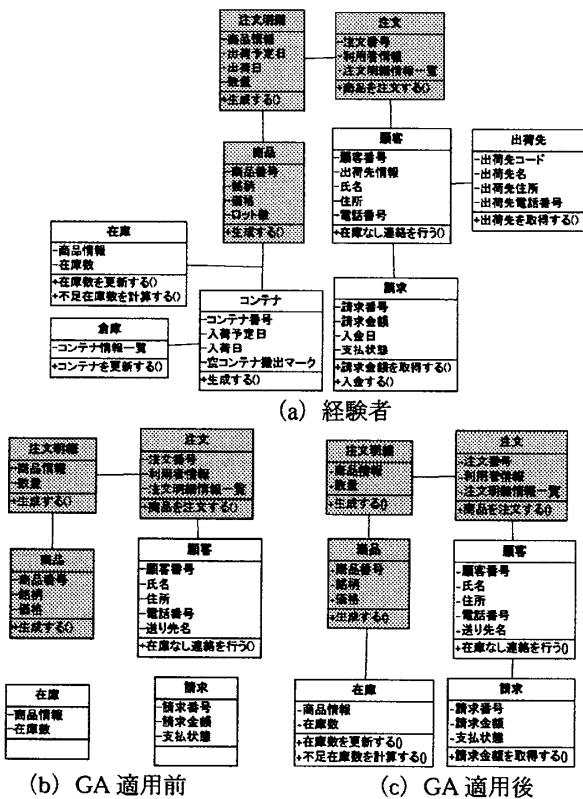 注文明細
-商品情報
-出荷予定日
-出荷日
-数量
+生成する()
注文
-注文番号
-利用者情報
-注文明細情報一覧
+商品を注文する()
商品
-商品番号
-銘柄
-価格
-ロット数
+生成する()
顧客
-顧客番号
-出荷先情報
-氏名
-住所
-電話番号
+在庫なし連絡を行う()
出荷先
-出荷先コード
-出荷先名
-出荷先住所
-出荷先電話番号
+出荷先を取得する()
在庫
-商品情報
-在庫数
+在庫数を更新する()
+不足在庫数を計算する()
倉庫
-コンテナ情報一覧
+コンテナを更新する()
コンテナ
-コンテナ番号
-入荷予定日
-入荷日
-空コンテナ搬出マーク
+生成する()
請求
-請求番号
-請求金額
-入金日
-支払状態
+請求金額を取得する()
+入金する()
(a) 経験者
注文明細
-商品情報
-数量
+生成する()
注文
-注文番号
-利用者情報
-注文明細情報一覧
+商品を注文する()
商品
-商品番号
-銘柄
-価格
+生成する()
顧客
-顧客番号
-氏名
-住所
-電話番号
-送り先名
+在庫なし連絡を行う()
在庫
-商品情報
-在庫数
請求
-請求番号
-請求金額
-支払状態
(b) GA 適用前
注文明細
-商品情報
-数量
+生成する()
注文
-注文番号
-利用者情報
-注文明細情報一覧
+商品を注文する()
商品
-商品番号
-銘柄
-価格
+生成する()
顧客
-顧客番号
-氏名
-住所
-電話番号
-送り先名
+在庫なし連絡を行う()
在庫
-商品情報
-在庫数
+在庫数を更新する()
+不足在庫数を計算する()
請求
-請求番号
-請求金額
-支払状態
+請求金額を取得する()
(c) GA 適用後